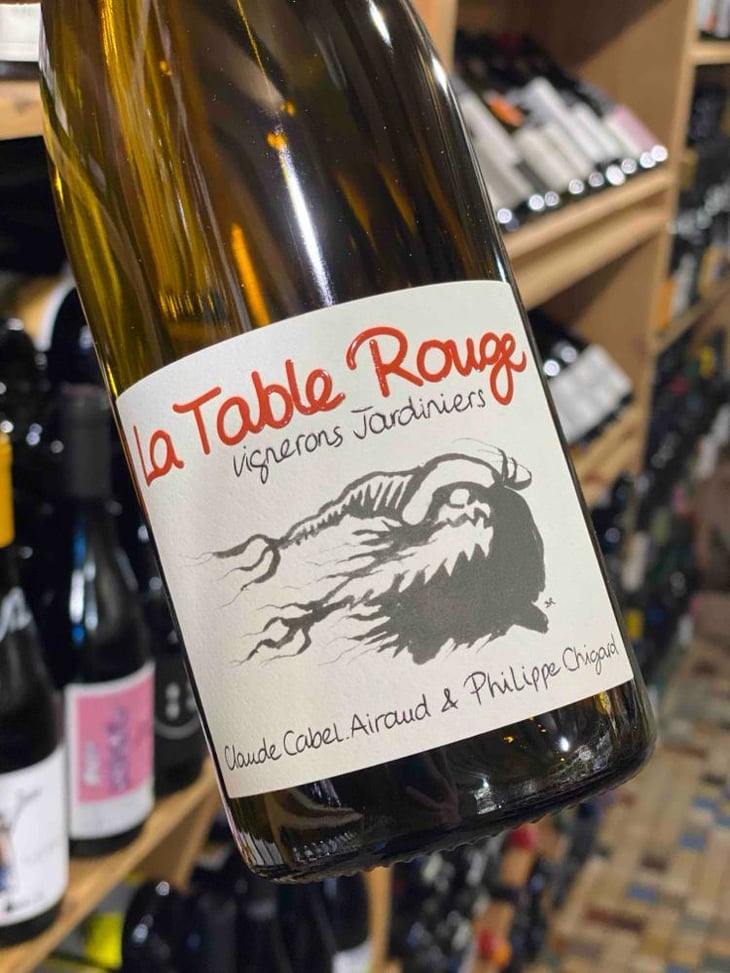 La Table Rouge
vignerons Jardiniers
Claude Cabel.Airaud & Philippe Chigard